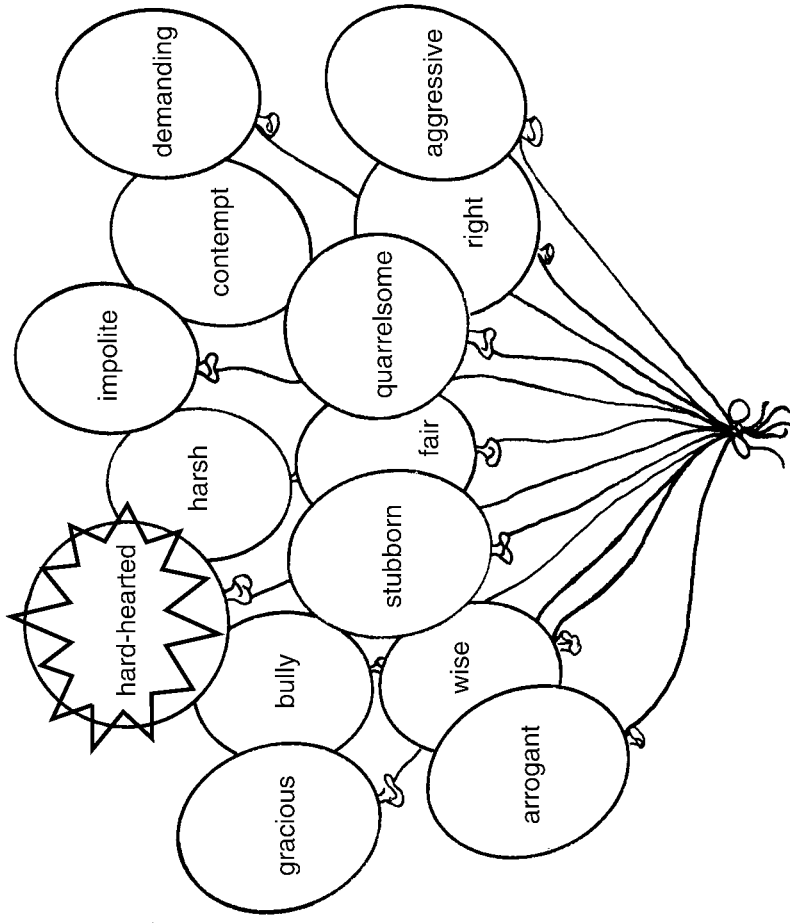 demanding
aggressive
contempt
right
impolite
quarrelsome
harsh
fair
hard-hearted
stubborn
bully
wise
gracious
arrogant